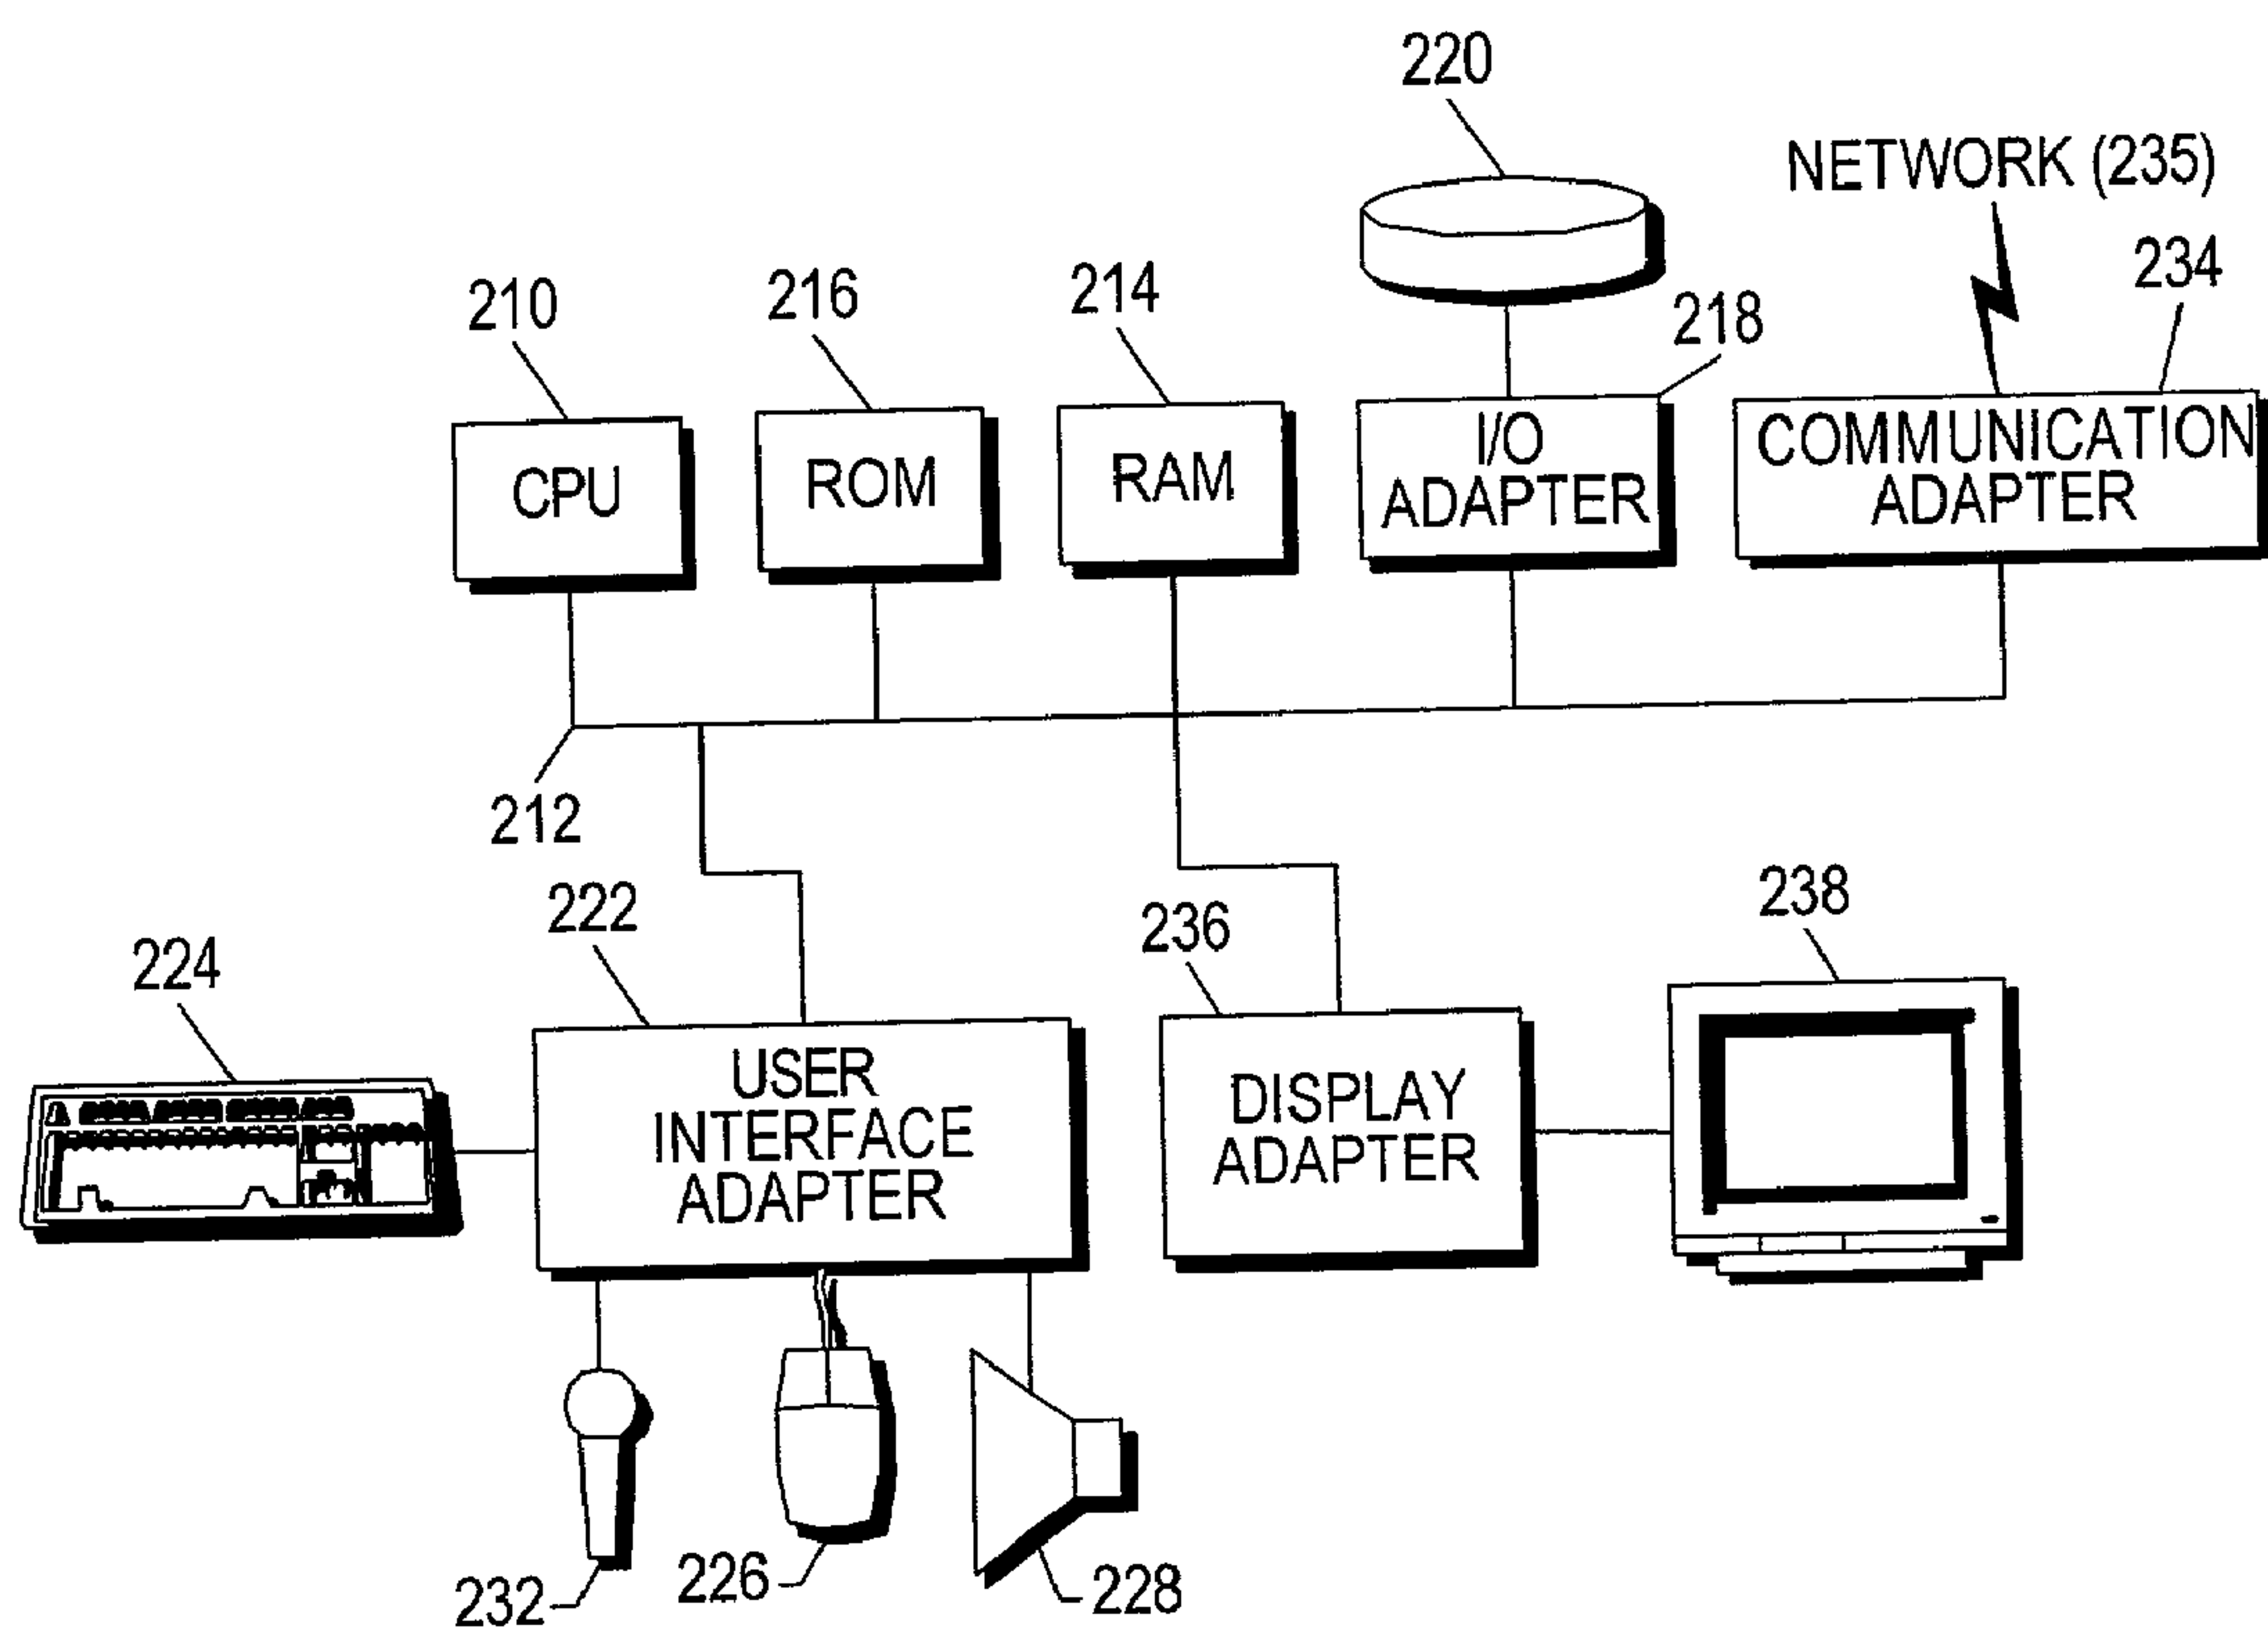 220
NETWORK (235)
234
210
216
214
218
CPU
ROM
RAM
I/O
ADAPTER
COMMUNICATION
ADAPTER
212
222
236
238
224
USER
INTERFACE
ADAPTER
DISPLAY
ADAPTER
232
226
228